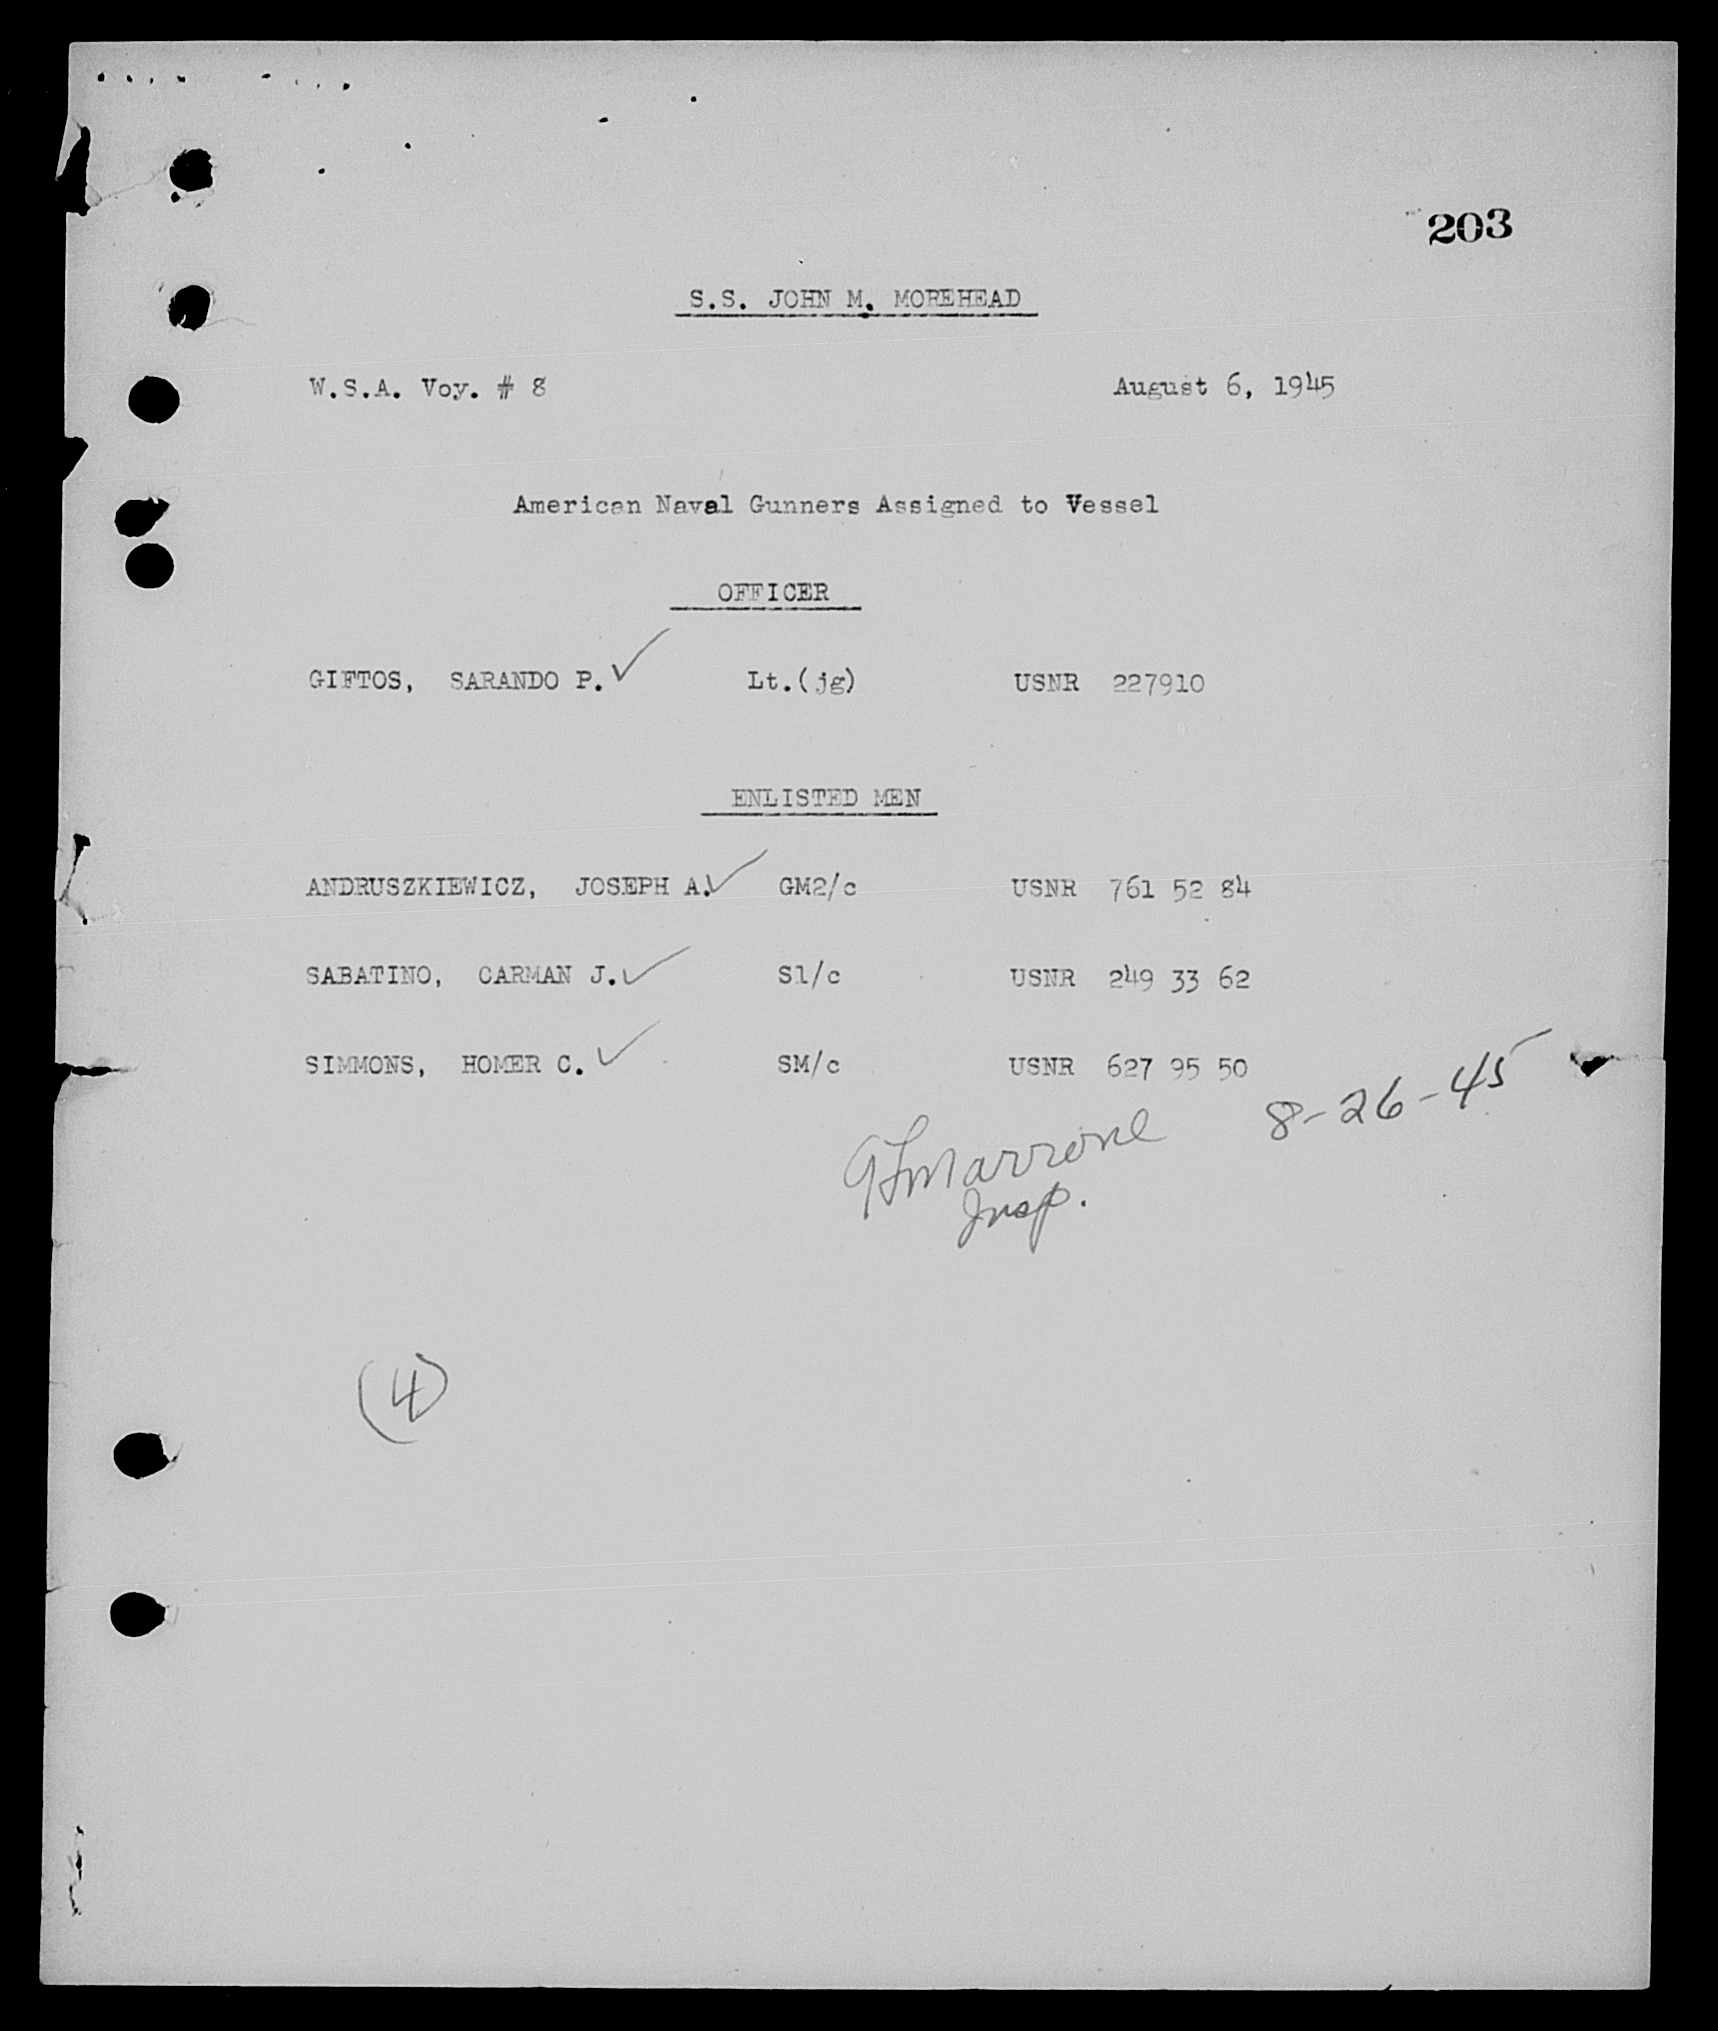 203
S.S. JOHN M. MOREHEAD
W.S.A. Voy. # 8 August 6, 1945
American Naval Gunners Assigned to Vessel
OFFICER
GIFTOS, SARANDO P. ✓ Lt.(jg) USNR 227910
ENLISTED MEN
ANDRUSZKIEWICZ, JOSEPH A. ✓ GM2/c USNR 761 52 84
SABATINO, CARMAN J. ✓ S1/c USNR 249 33 62
SIMMONS, HOMER C. ✓ SM/c USNR 627 95 50
Marrone 8-26-45
Insp.
(4)